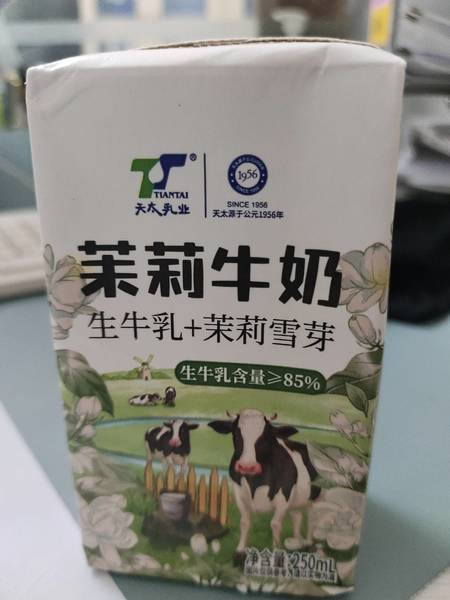 TIANTAI
天太乳业
1956
SINCE 1956
天太源于公元1956年
茉莉牛奶
生牛乳+茉莉雪芽
生牛乳含量≥85%
净含量:250mL